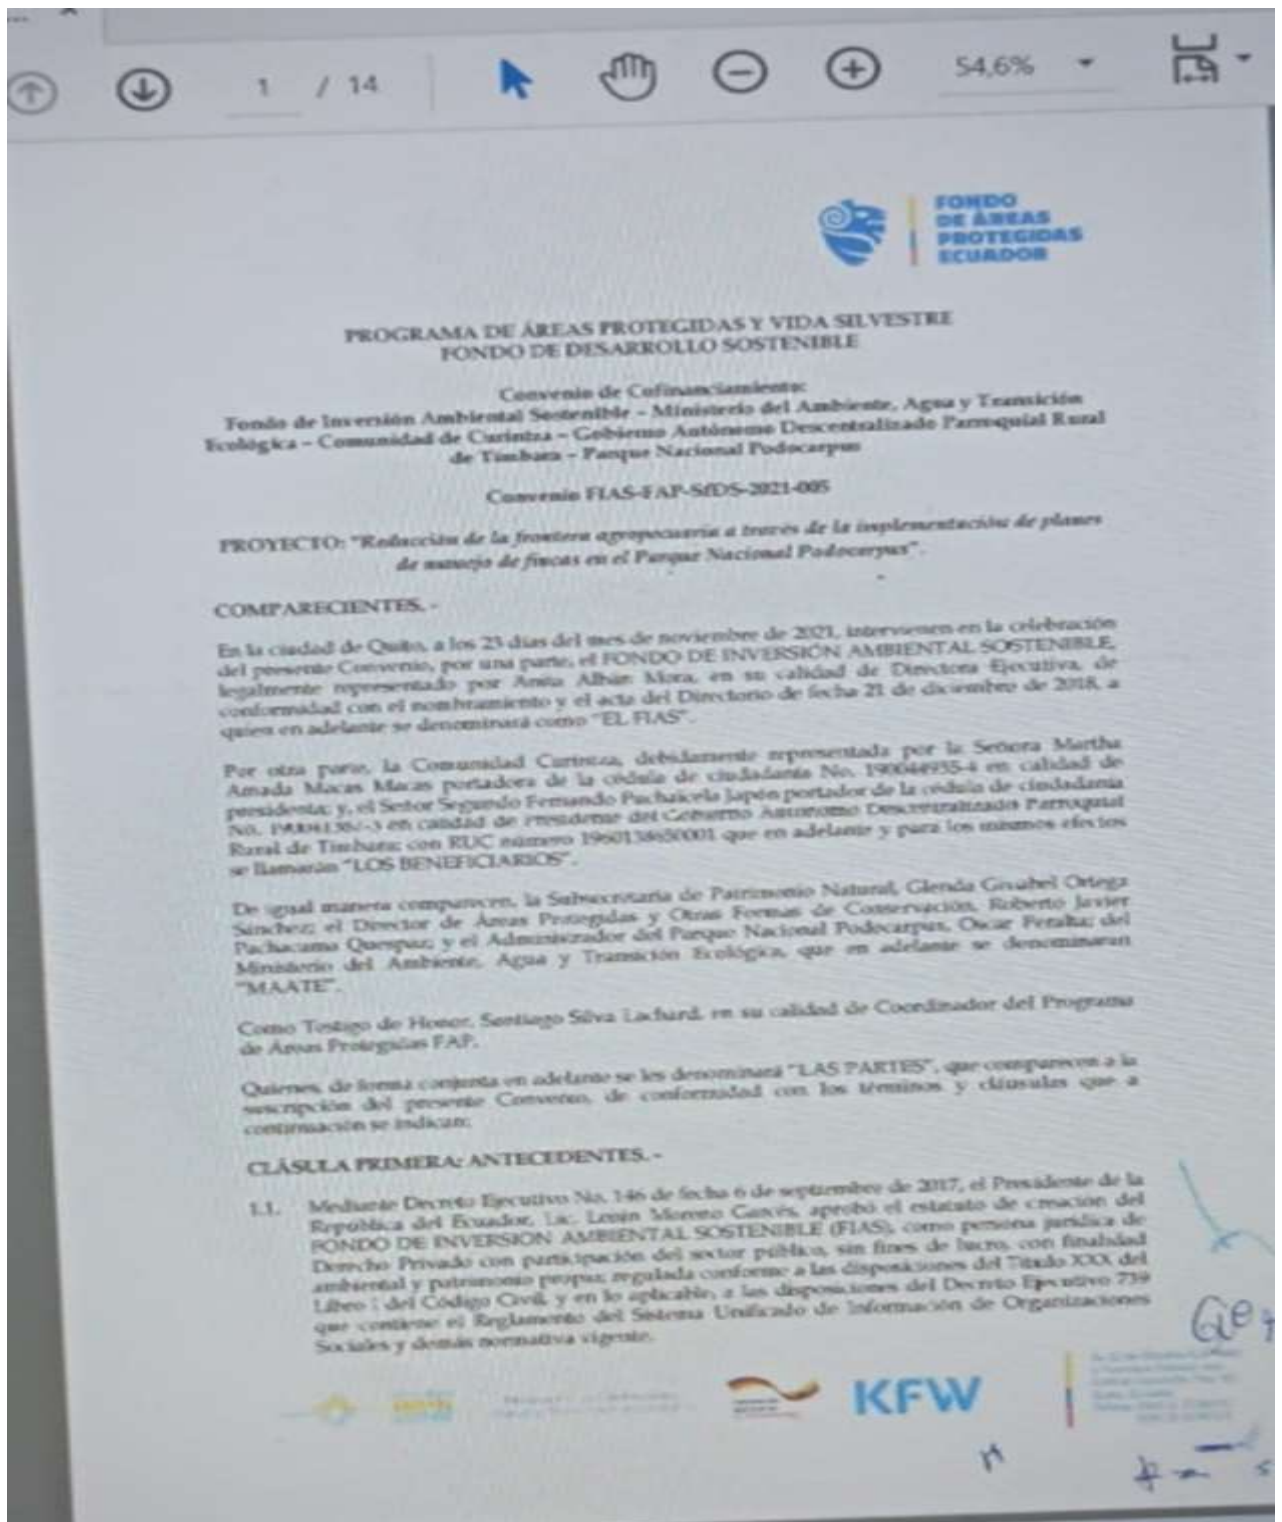 1 / 14
54,6%
FONDO
DE ÁREAS
PROTEGIDAS
ECUADOR
PROGRAMA DE ÁREAS PROTEGIDAS Y VIDA SILVESTRE
FONDO DE DESARROLLO SOSTENIBLE
Convenio de Cofinanciamiento:
Fondo de Inversión Ambiental Sostenible – Ministerio del Ambiente, Agua y Transición
Ecológica – Comunidad de Curintza – Gobierno Autónomo Descentralizado Parroquial Rural
de Timbara – Parque Nacional Podocarpus
Convenio FIAS-FAP-SfDS-2021-005
PROYECTO: "Reducción de la frontera agropecuaria a través de la implementación de planes
de manejo de fincas en el Parque Nacional Podocarpus".
COMPARECIENTES. -
En la ciudad de Quito, a los 23 días del mes de noviembre de 2021, intervienen en la celebración
del presente Convenio, por una parte, el FONDO DE INVERSIÓN AMBIENTAL SOSTENIBLE,
legalmente representado por Anita Albán Mora, en su calidad de Directora Ejecutiva, de
conformidad con el nombramiento y el acta del Directorio de fecha 21 de diciembre de 2018, a
quien en adelante se denominará como "EL FIAS".
Por otra parte, la Comunidad Curintza, debidamente representada por la Señora Martha
Amada Macas Macas portadora de la cédula de ciudadanía No. en calidad de
presidenta; y, el Señor Segundo Fernando Puchaicela Japón portador de la cédula de ciudadanía
No. en calidad de Presidente del Gobierno Autónomo Descentralizado Parroquial
Rural de Timbara; con RUC número 1960138650001 que en adelante y para los mismos efectos
se llamarán "LOS BENEFICIARIOS".
De igual manera comparecen, la Subsecretaria de Patrimonio Natural, Glenda Ortega
Sánchez; el Director de Áreas Protegidas y Otras Formas de Conservación, Roberto Javier
Pachacama y el Administrador del Parque Nacional Podocarpus, Oscar Peralta; del
Ministerio del Ambiente, Agua y Transición Ecológica, que en adelante se denominaran
"MAATE".
Como Testigo de Honor, Santiago Silva Lachard, en su calidad de Coordinador del Programa
de Áreas Protegidas FAP.
Quienes, de forma conjunta en adelante se les denominará "LAS PARTES", que comparecen a la
suscripción del presente Convenio, de conformidad con los términos y cláusulas que a
continuación se indican:
CLÁSULA PRIMERA: ANTECEDENTES. -
1.1. Mediante Decreto Ejecutivo No. 146 de fecha 6 de septiembre de 2017, el Presidente de la
República del Ecuador, Lic. Lenín Moreno Garcés, aprobó el estatuto de creación del
FONDO DE INVERSIÓN AMBIENTAL SOSTENIBLE (FIAS), como persona jurídica de
Derecho Privado con participación del sector público, sin fines de lucro, con finalidad
ambiental y patrimonio propio; regulada conforme a las disposiciones del Título XXX del
Libro I del Código Civil, y en lo aplicable, a las disposiciones del Decreto Ejecutivo 739
que contiene el Reglamento del Sistema Unificado de Información de Organizaciones
Sociales y demás normativa vigente.
KFW